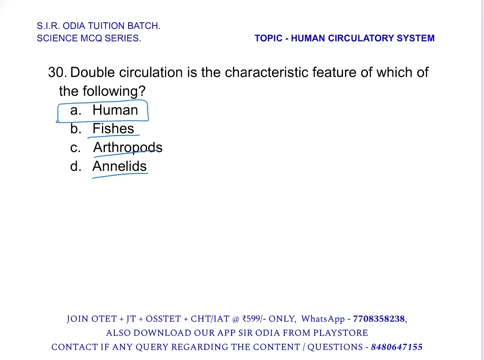 S.I.R. ODIA TUITION BATCH.
SCIENCE MCQ SERIES.
TOPIC - HUMAN CIRCULATORY SYSTEM
30. Double circulation is the characteristic feature of which of
the following?
a. Human
b. Fishes
c. Arthropods
d. Annelids
JOIN OTET + JT + OSSTET + CHT/IAT @ ₹599/- ONLY, WhatsApp - 7708358238,
ALSO DOWNLOAD OUR APP SIR ODIA FROM PLAYSTORE
CONTACT IF ANY QUERY REGARDING THE CONTENT / QUESTIONS - 8480647155